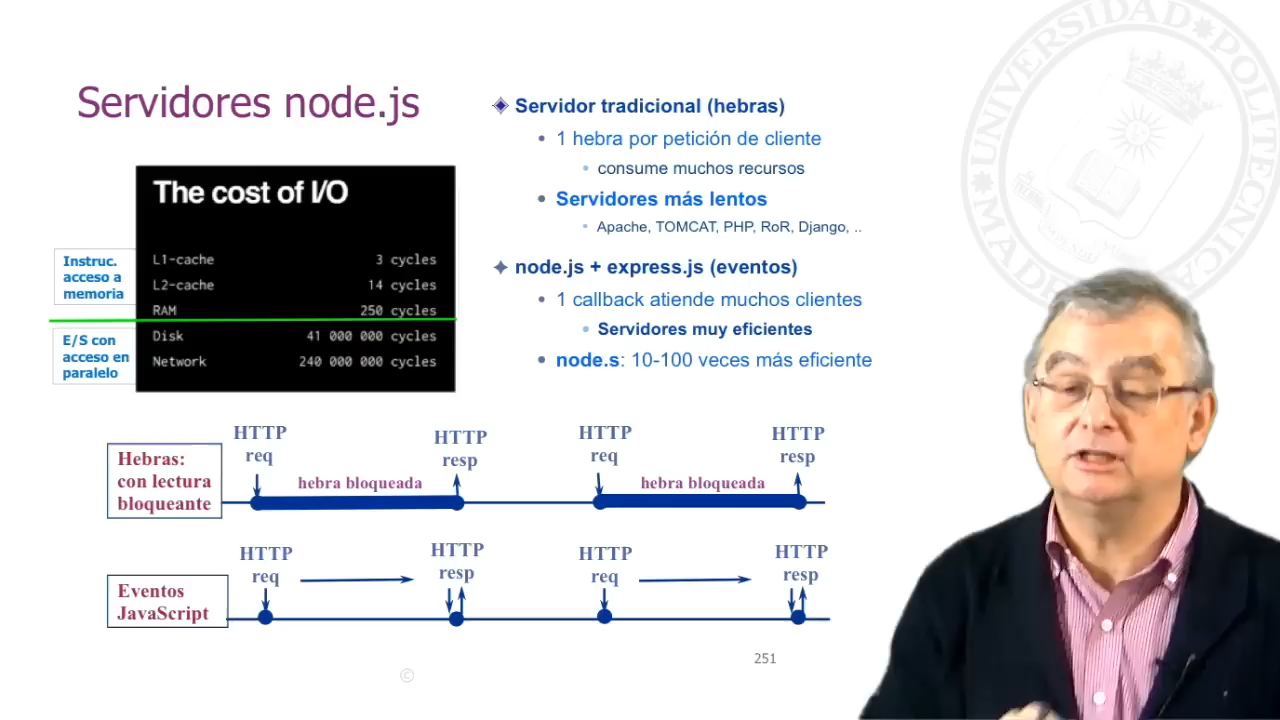 Servidores node.js
The cost of I/O
L1-cache 3 cycles
L2-cache 14 cycles
RAM 250 cycles
Disk 41 000 000 cycles
Network 240 000 000 cycles
Instruc.
acceso a
memoria
E/S con
acceso en
paralelo
Servidor tradicional (hebras)
1 hebra por petición de cliente
consume muchos recursos
Servidores más lentos
Apache, TOMCAT, PHP, RoR, Django, ..
node.js + express.js (eventos)
1 callback atiende muchos clientes
Servidores muy eficientes
node.s: 10-100 veces más eficiente
Hebras:
con lectura
bloqueante
HTTP
req
hebra bloqueada
HTTP
resp
HTTP
req
hebra bloqueada
HTTP
resp
Eventos
JavaScript
HTTP
req
HTTP
resp
HTTP
req
HTTP
resp
251
©
UNIVERSIDAD POLITECNICA
MADRID